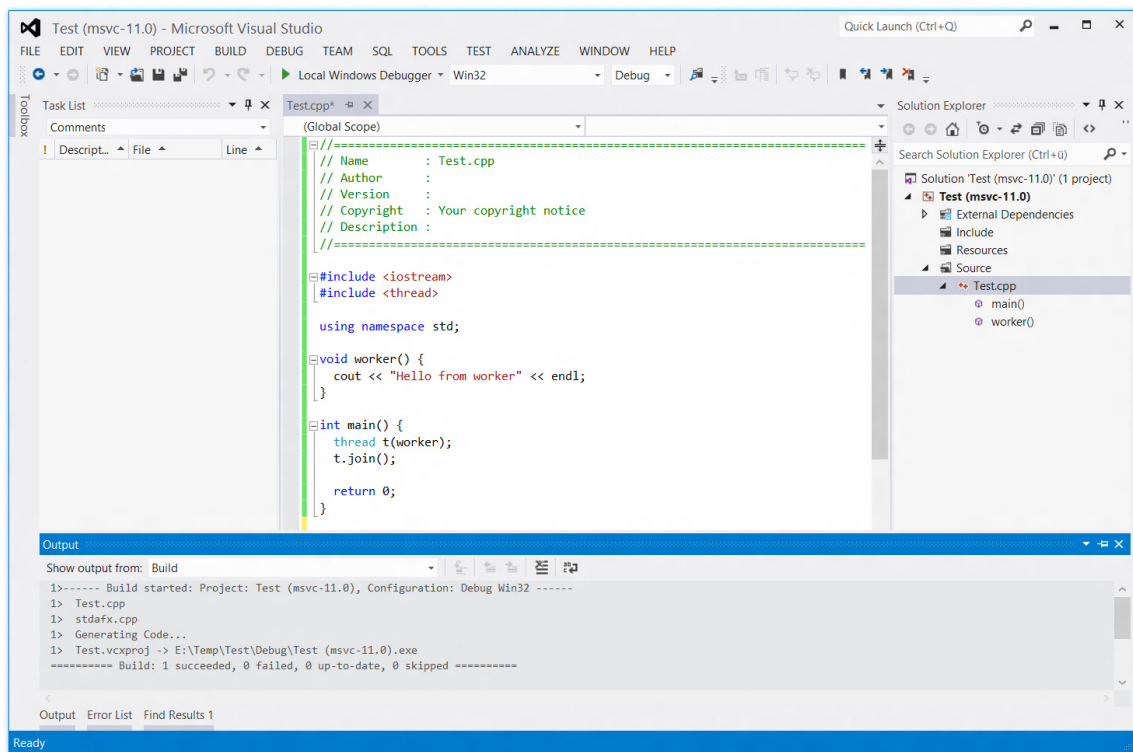 Test (msvc-11.0) - Microsoft Visual Studio
Quick Launch (Ctrl+Q)
FILE EDIT VIEW PROJECT BUILD DEBUG TEAM SQL TOOLS TEST ANALYZE WINDOW HELP
Local Windows Debugger Win32 Debug
Toolbox
Task List
Comments
! Descript... File Line
Test.cpp*
(Global Scope)
//============================================================================
// Name        : Test.cpp
// Author      :
// Version     :
// Copyright   : Your copyright notice
// Description :
//============================================================================
#include <iostream>
#include <thread>
using namespace std;
void worker() {
  cout << "Hello from worker" << endl;
}
int main() {
  thread t(worker);
  t.join();
  return 0;
}
Solution Explorer
Search Solution Explorer (Ctrl+ü)
Solution 'Test (msvc-11.0)' (1 project)
Test (msvc-11.0)
External Dependencies
Include
Resources
Source
Test.cpp
main()
worker()
Output
Show output from: Build
1>------ Build started: Project: Test (msvc-11.0), Configuration: Debug Win32 ------
1>  Test.cpp
1>  stdafx.cpp
1>  Generating Code...
1>  Test.vcxproj -> E:\Temp\Test\Debug\Test (msvc-11.0).exe
========== Build: 1 succeeded, 0 failed, 0 up-to-date, 0 skipped ==========
Output Error List Find Results 1
Ready